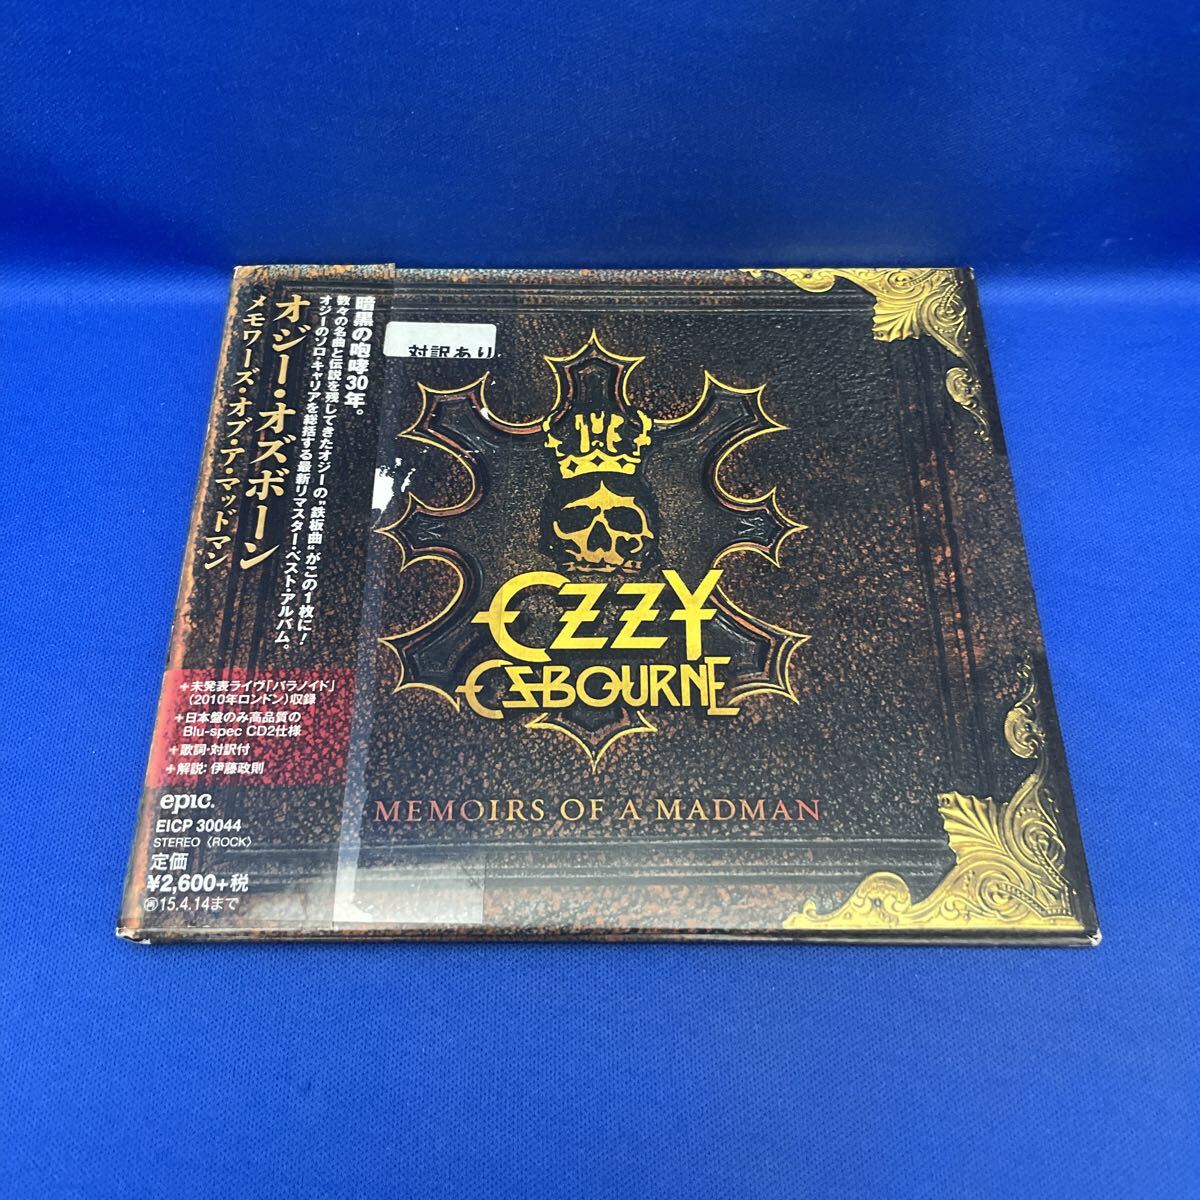 オジー・オズボーン
メモワーズ・オブ・ア・マッドマン
暗黒の咆哮30年。
数々の名曲と伝説を残してきたオジーの"鉄板曲"がこの1枚に!
オジーのソロ・キャリアを総括する最新リマスター・ベスト・アルバム。
+未発表ライヴ「パラノイド」
(2010年ロンドン)収録
+日本盤のみ高品質の
Blu-spec CD2仕様
+歌詞・対訳付
+解説: 伊藤政則
epic.
EICP 30044
STEREO 〈ROCK〉
定価
¥2,600+税
㋐15.4.14まで
対訳あり
OZZY
OSBOURNE
MEMOIRS OF A MADMAN